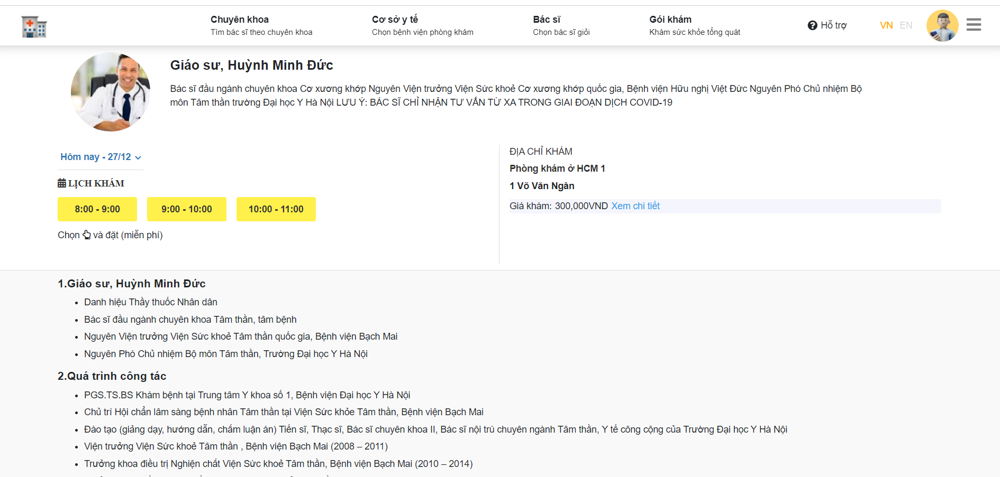 Chuyên khoa
Tìm bác sĩ theo chuyên khoa
Cơ sở y tế
Chọn bệnh viện phòng khám
Bác sĩ
Chọn bác sĩ giỏi
Gói khám
Khám sức khỏe tổng quát
Hỗ trợ
VN EN
Giáo sư, Huỳnh Minh Đức
Bác sĩ đầu ngành chuyên khoa Cơ xương khớp Nguyên Viện trưởng Viện Sức khoẻ Cơ xương khớp quốc gia, Bệnh viện Hữu nghị Việt Đức Nguyên Phó Chủ nhiệm Bộ
môn Tâm thần trường Đại học Y Hà Nội LƯU Ý: BÁC SĨ CHỈ NHẬN TƯ VẤN TỪ XA TRONG GIAI ĐOẠN DỊCH COVID-19
Hôm nay - 27/12
LỊCH KHÁM
8:00 - 9:00
9:00 - 10:00
10:00 - 11:00
Chọn và đặt (miễn phí)
ĐỊA CHỈ KHÁM
Phòng khám ở HCM 1
1 Võ Văn Ngân
Giá khám: 300,000VND Xem chi tiết
1.Giáo sư, Huỳnh Minh Đức
Danh hiệu Thầy thuốc Nhân dân
Bác sĩ đầu ngành chuyên khoa Tâm thần, tâm bệnh
Nguyên Viện trưởng Viện Sức khoẻ Tâm thần quốc gia, Bệnh viện Bạch Mai
Nguyên Phó Chủ nhiệm Bộ môn Tâm thần, Trường Đại học Y Hà Nội
2.Quá trình công tác
PGS.TS.BS Khám bệnh tại Trung tâm Y khoa số 1, Bệnh viện Đại học Y Hà Nội
Chủ trì Hội chẩn lâm sàng bệnh nhân Tâm thần tại Viện Sức khỏe Tâm thần, Bệnh viện Bạch Mai
Đào tạo (giảng dạy, hướng dẫn, chấm luận án) Tiến sĩ, Thạc sĩ, Bác sĩ chuyên khoa II, Bác sĩ nội trú chuyên ngành Tâm thần, Y tế công cộng của Trường Đại học Y Hà Nội
Viện trưởng Viện Sức khoẻ Tâm thần , Bệnh viện Bạch Mai (2008 – 2011)
Trưởng khoa điều trị Nghiện chất Viện Sức khoẻ Tâm thần, Bệnh viện Bạch Mai (2010 – 2014)